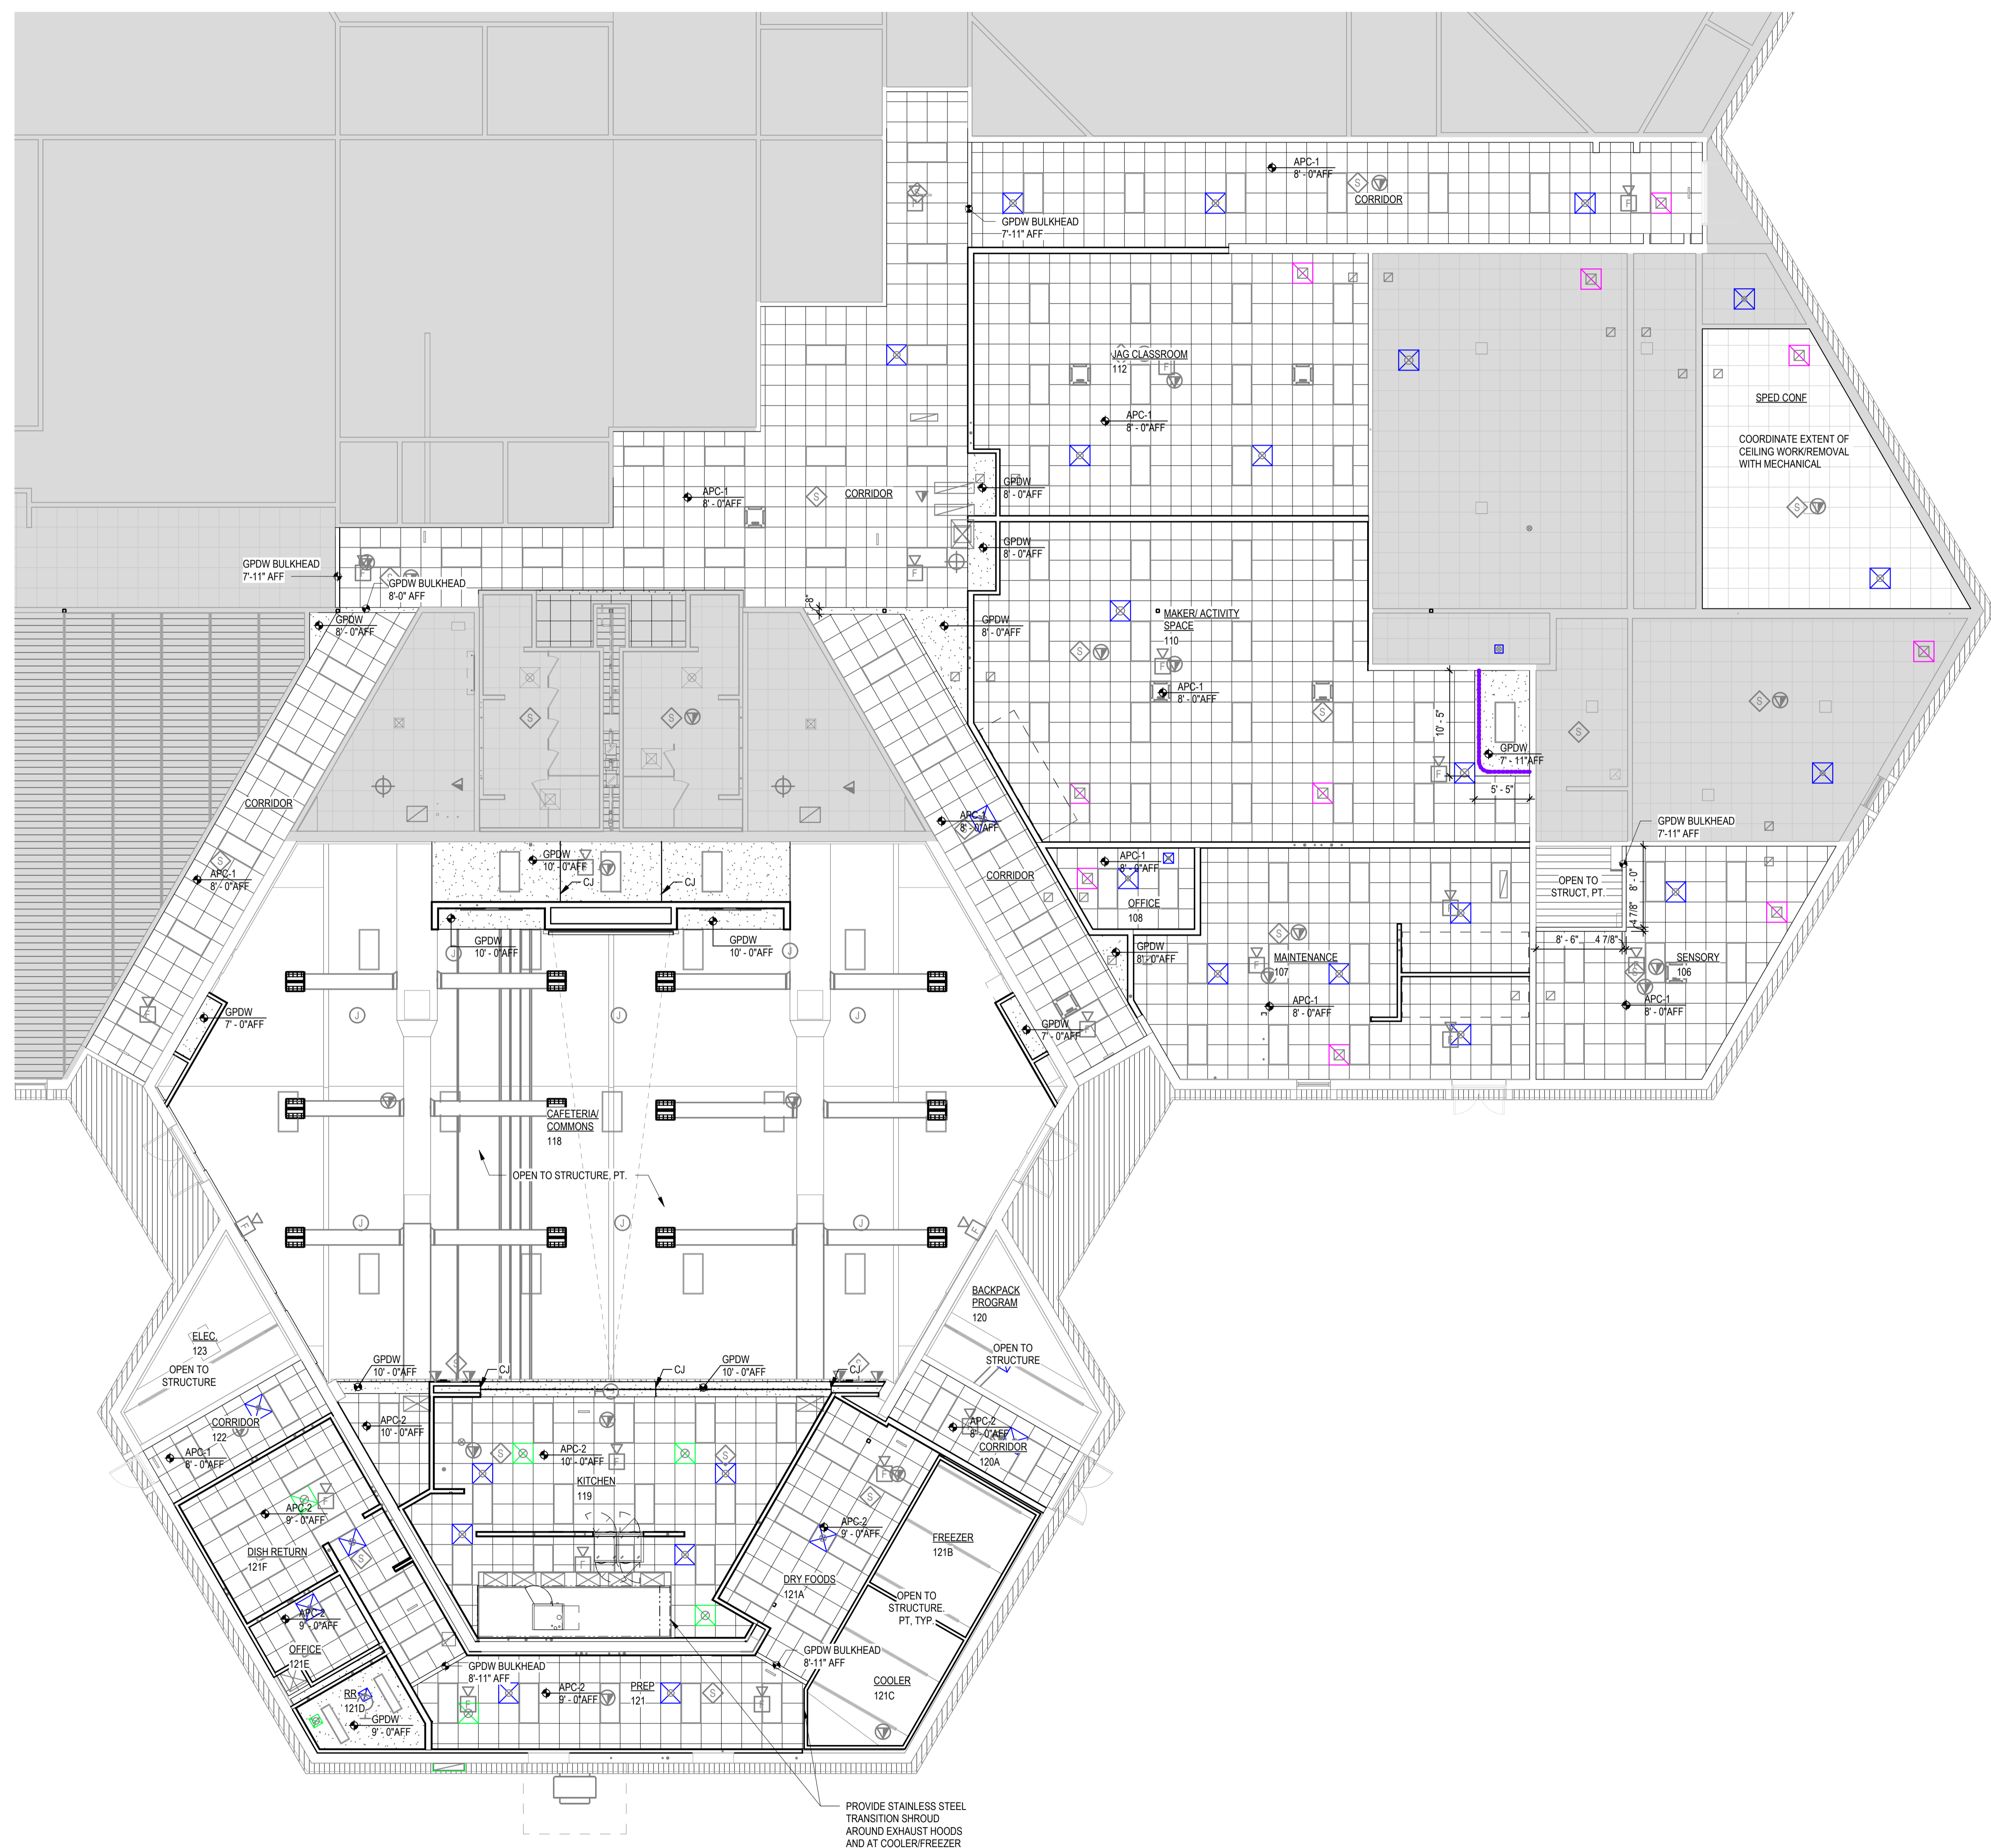 APC-1
8' - 0"AFF
CORRIDOR
GPDW BULKHEAD
7'-11" AFF
JAG CLASSROOM
112
APC-1
8' - 0"AFF
SPED CONF
COORDINATE EXTENT OF
CEILING WORK/REMOVAL
WITH MECHANICAL
APC-1
8' - 0"AFF
CORRIDOR
GPDW
8' - 0"AFF
GPDW
8' - 0"AFF
GPDW BULKHEAD
7'-11" AFF
GPDW BULKHEAD
8'-0" AFF
GPDW
8' - 0"AFF
8"
GPDW
8' - 0"AFF
MAKER/ ACTIVITY
SPACE
110
APC-1
8' - 0"AFF
10' - 5"
GPDW
7' - 11"AFF
5' - 5"
CORRIDOR
APC-1
8' - 0"AFF
APC-1
8' - 0"AFF
CORRIDOR
GPDW BULKHEAD
7'-11" AFF
GPDW
10' - 0"AFF
CJ
CJ
APC-1
8' - 0"AFF
OFFICE
108
OPEN TO
STRUCT, PT.
8' - 0"
4 7/8"
8' - 6"
4 7/8"
SENSORY
106
APC-1
8' - 0"AFF
GPDW
10' - 0"AFF
GPDW
10' - 0"AFF
GPDW
8' - 0"AFF
MAINTENANCE
107
APC-1
8' - 0"AFF
GPDW
7' - 0"AFF
GPDW
7' - 0"AFF
CAFETERIA/
COMMONS
118
OPEN TO STRUCTURE, PT.
BACKPACK
PROGRAM
120
OPEN TO
STRUCTURE
ELEC.
123
OPEN TO
STRUCTURE
GPDW
10' - 0"AFF
CJ
CJ
GPDW
10' - 0"AFF
CJ
CORRIDOR
122
APC-1
8' - 0"AFF
APC-2
10' - 0"AFF
APC-2
10' - 0"AFF
KITCHEN
119
APC-2
8' - 0"AFF
CORRIDOR
120A
APC-2
9' - 0"AFF
DISH RETURN
121F
APC-2
9' - 0"AFF
DRY FOODS
121A
FREEZER
121B
OPEN TO
STRUCTURE.
PT, TYP.
APC-2
9' - 0"AFF
OFFICE
121E
GPDW BULKHEAD
8'-11" AFF
GPDW BULKHEAD
8'-11" AFF
COOLER
121C
RR
121D
GPDW
9' - 0"AFF
APC-2
9' - 0"AFF
PREP
121
PROVIDE STAINLESS STEEL
TRANSITION SHROUD
AROUND EXHAUST HOODS
AND AT COOLER/FREEZER